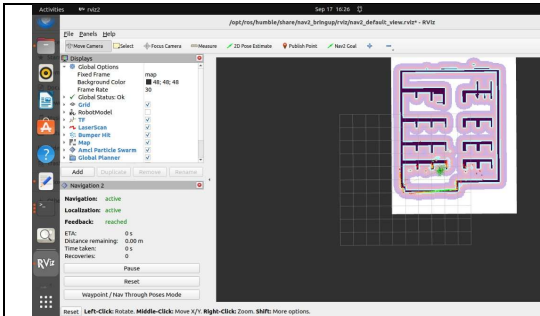 Activities
rviz2
Sep 17 16:26
/opt/ros/humble/share/nav2_bringup/rviz/nav2_default_view.rviz* - RViz
File Panels Help
Move Camera Select Focus Camera Measure 2D Pose Estimate Publish Point Nav2 Goal
Displays
Global Options
Fixed Frame map
Background Color 48; 48; 48
Frame Rate 30
Global Status: Ok
Grid
RobotModel
TF
LaserScan
Bumper Hit
Map
Amcl Particle Swarm
Global Planner
Add Duplicate Remove Rename
Navigation 2
Navigation: active
Localization: active
Feedback: reached
ETA: 0 s
Distance remaining: 0.00 m
Time taken: 0 s
Recoveries: 0
Pause
Reset
Waypoint / Nav Through Poses Mode
Reset Left-Click: Rotate. Middle-Click: Move X/Y. Right-Click: Zoom. Shift: More options.
RViz